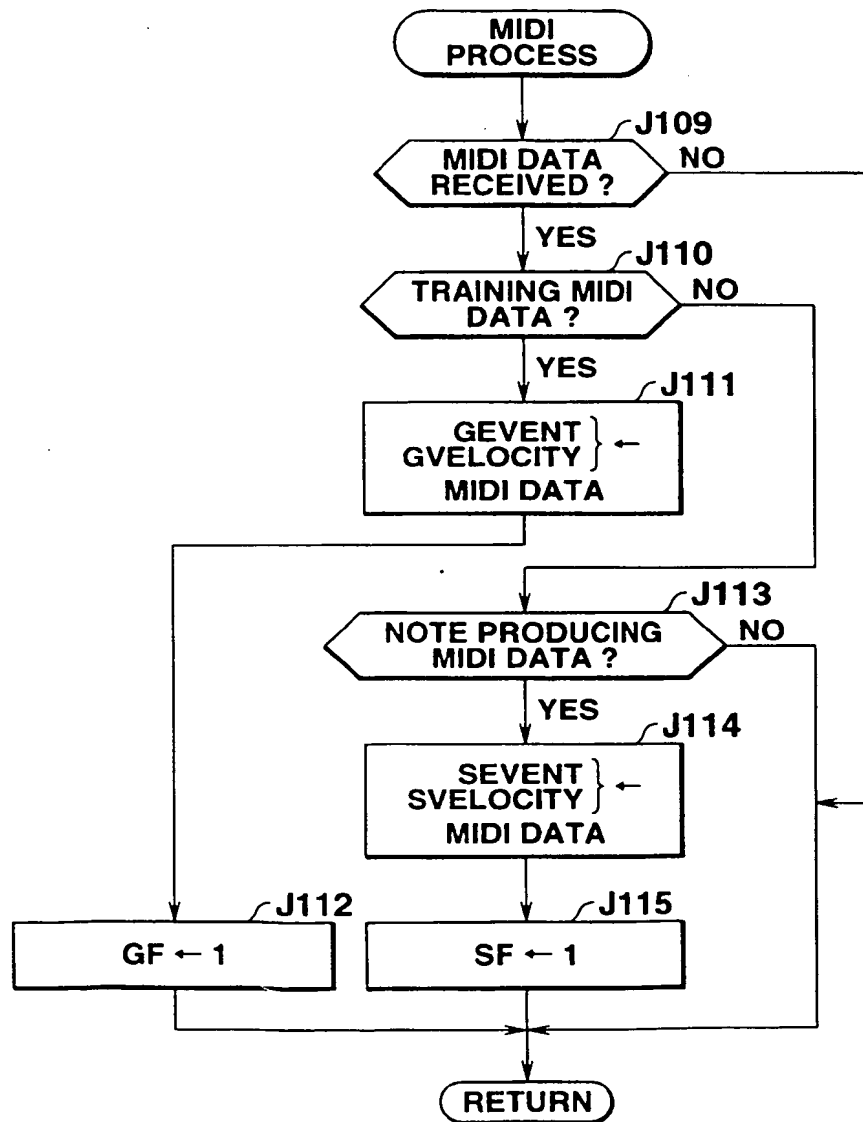 MIDI
PROCESS
J109
MIDI DATA
RECEIVED ?
NO
YES
J110
TRAINING MIDI
DATA ?
NO
YES
J111
GEVENT
GVELOCITY } ←
MIDI DATA
J113
NOTE PRODUCING
MIDI DATA ?
NO
YES
J114
SEVENT
SVELOCITY } ←
MIDI DATA
J112
GF ← 1
J115
SF ← 1
RETURN